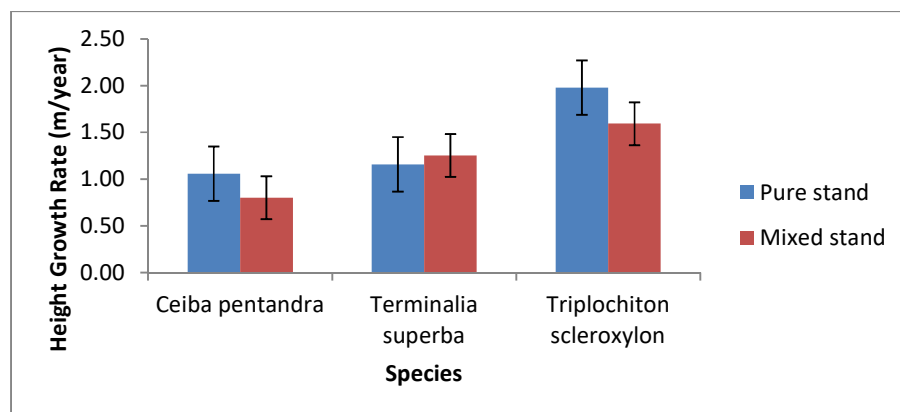 Height Growth Rate (m/year)
2.50
2.00
1.50
1.00
0.50
0.00
Ceiba pentandra
Terminalia
superba
Triplochiton
scleroxylon
Species
Pure stand
Mixed stand